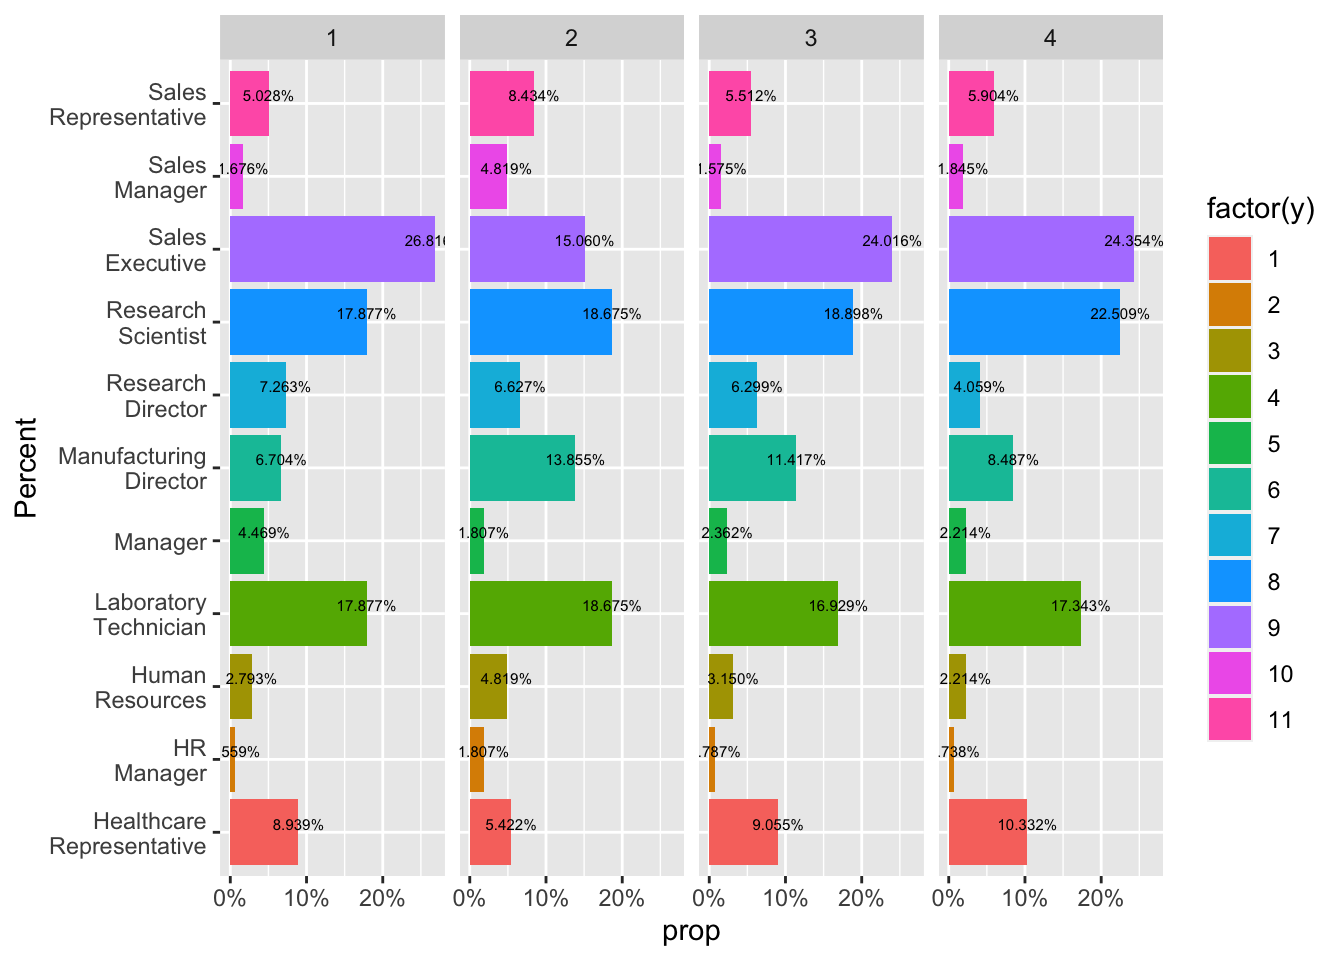 1 2 3 4
Sales
Representative
5.028% 8.434% 5.512% 5.904%
Sales
Manager
1.676% 4.819% 1.575% 1.845%
Sales
Executive
26.816 15.060% 24.016% 24.354%
Research
Scientist
17.877% 18.675% 18.898% 22.509%
Research
Director
7.263% 6.627% 6.299% 4.059%
Manufacturing
Director
6.704% 13.855% 11.417% 8.487%
Manager
4.469% 1.807% 2.362% 2.214%
Laboratory
Technician
17.877% 18.675% 16.929% 17.343%
Human
Resources
2.793% 4.819% 3.150% 2.214%
HR
Manager
559% 1.807% .787% .738%
Healthcare
Representative
8.939% 5.422% 9.055% 10.332%
0% 10% 20% 0% 10% 20% 0% 10% 20% 0% 10% 20%
prop
Percent
factor(y)
1
2
3
4
5
6
7
8
9
10
11